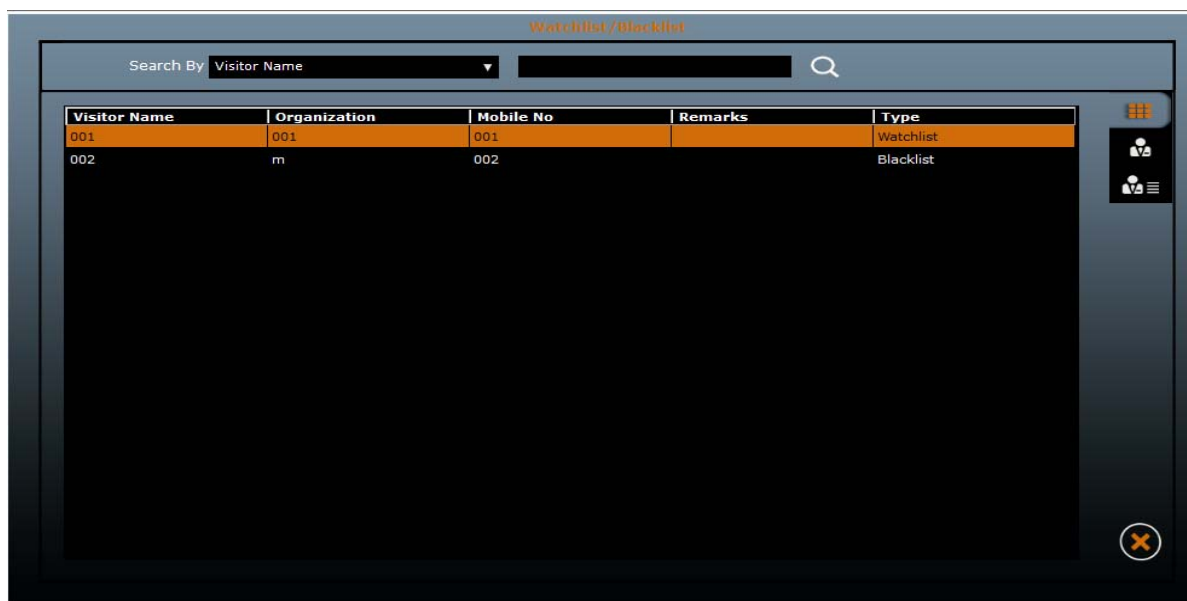 Watchlist/Blacklist
Search By Visitor Name
Visitor Name Organization Mobile No Remarks Type
001 001 001 Watchlist
002 m 002 Blacklist